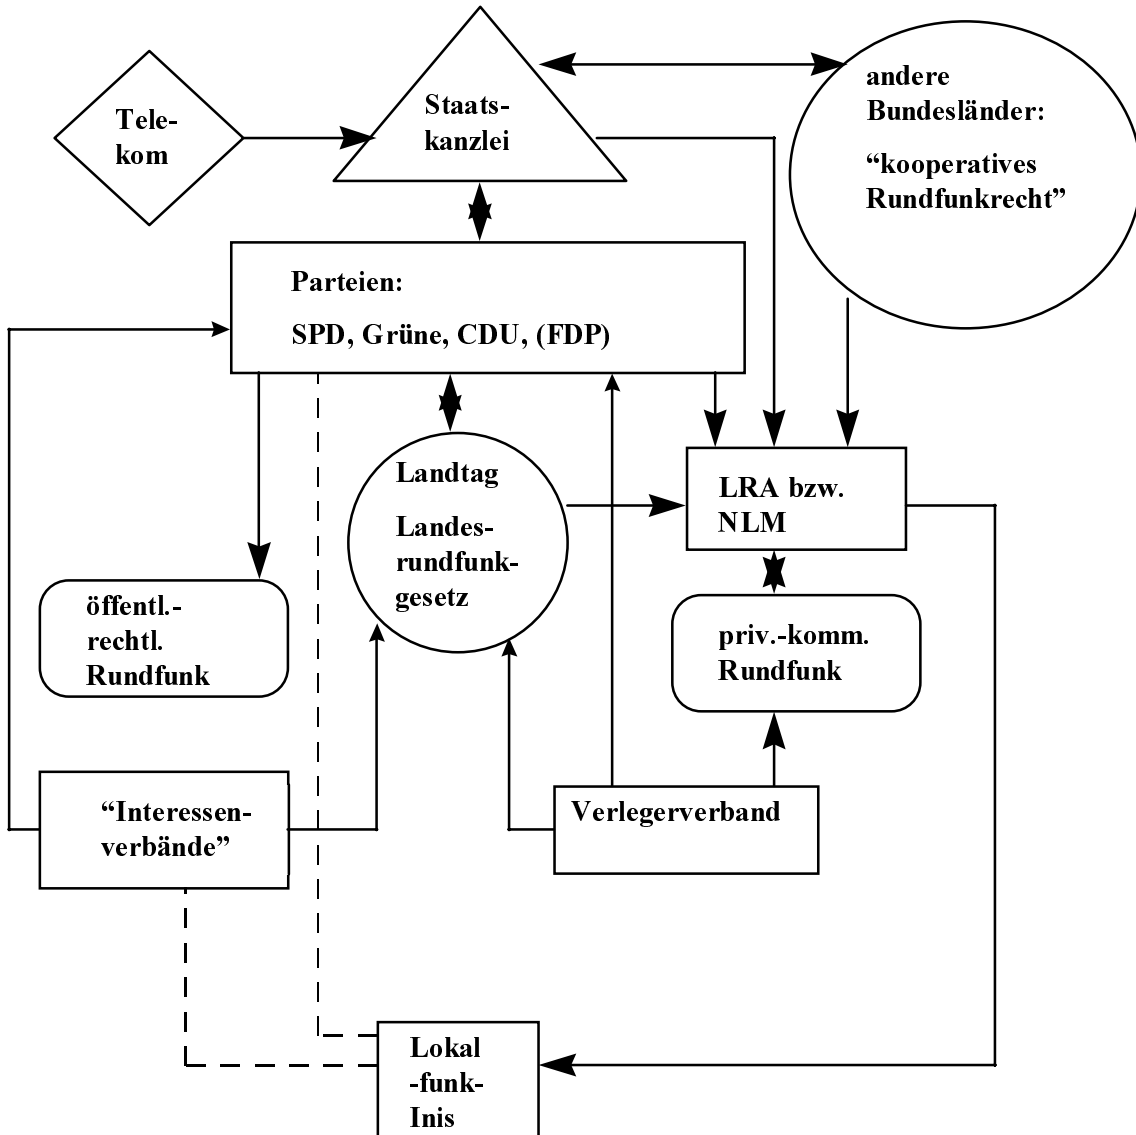 Tele-
kom
Staats-
kanzlei
andere
Bundesländer:
“kooperatives
Rundfunkrecht”
Parteien:
SPD, Grüne, CDU, (FDP)
Landtag
Landes-
rundfunk-
gesetz
LRA bzw.
NLM
öffentl.-
rechtl.
Rundfunk
priv.-komm.
Rundfunk
“Interessen-
verbände”
Verlegerverband
Lokal
-funk-
Inis